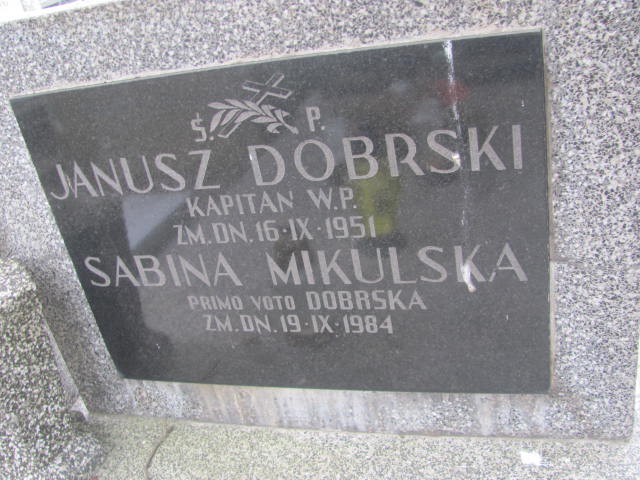 Ś. P.
JANUSZ DOBRSKI
KAPITAN W.P.
ZM. DN. 16·IX·1951
SABINA MIKULSKA
PRIMO VOTO DOBRSKA
ZM. DN. 19·IX·1984